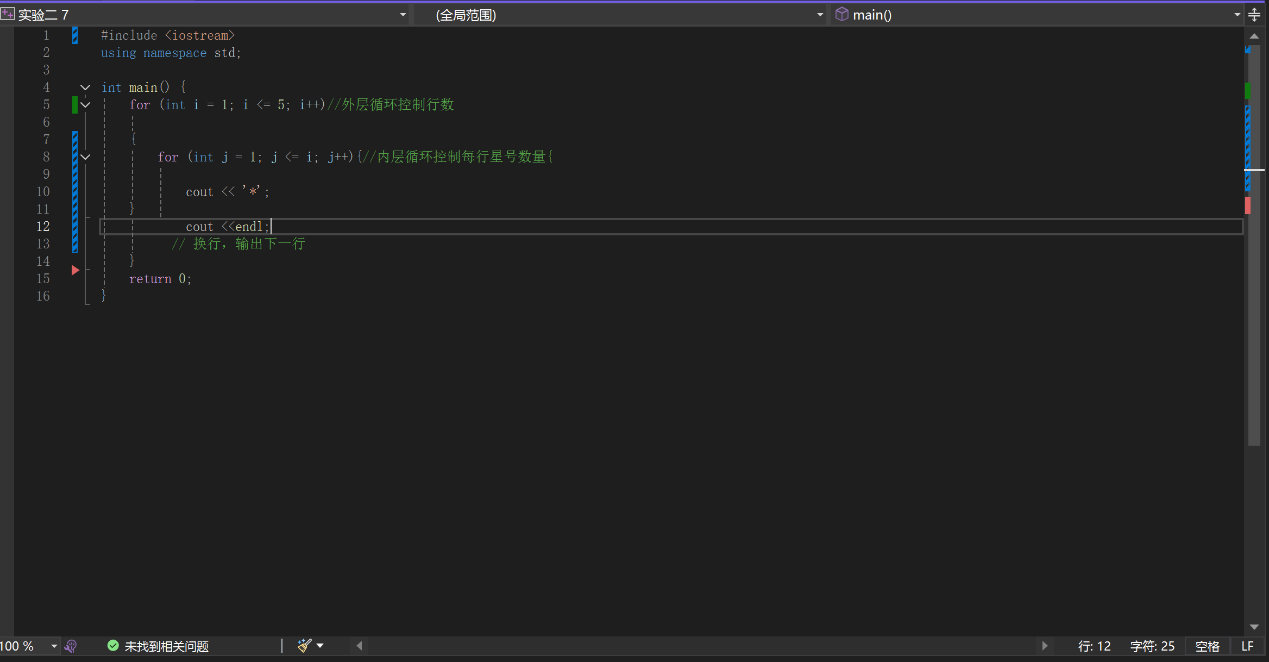 实验二 7 (全局范围) main()
1 #include <iostream>
2 using namespace std;
3
4 int main() {
5 for (int i = 1; i <= 5; i++)//外层循环控制行数
6
7 {
8 for (int j = 1; j <= i; j++){//内层循环控制每行星号数量{
9
10 cout << '*';
11 }
12 cout <<endl;
13 // 换行，输出下一行
14 }
15 return 0;
16 }
100 % 未找到相关问题 行: 12 字符: 25 空格 LF